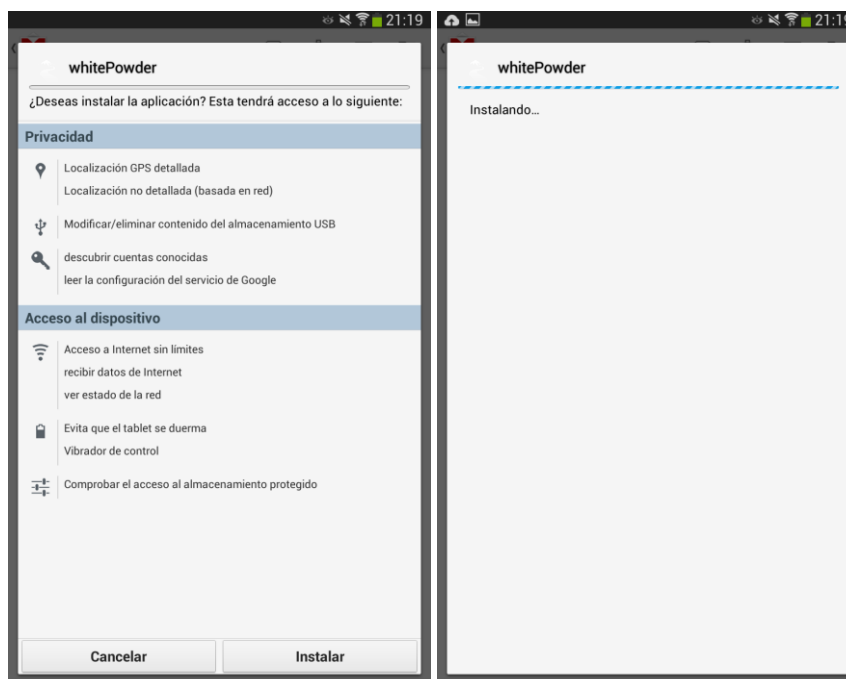 21:19
whitePowder
¿Deseas instalar la aplicación? Esta tendrá acceso a lo siguiente:
Privacidad
Localización GPS detallada
Localización no detallada (basada en red)
Modificar/eliminar contenido del almacenamiento USB
descubrir cuentas conocidas
leer la configuración del servicio de Google
Acceso al dispositivo
Acceso a Internet sin límites
recibir datos de Internet
ver estado de la red
Evita que el tablet se duerma
Vibrador de control
Comprobar el acceso al almacenamiento protegido
Cancelar
Instalar
21:19
whitePowder
Instalando...